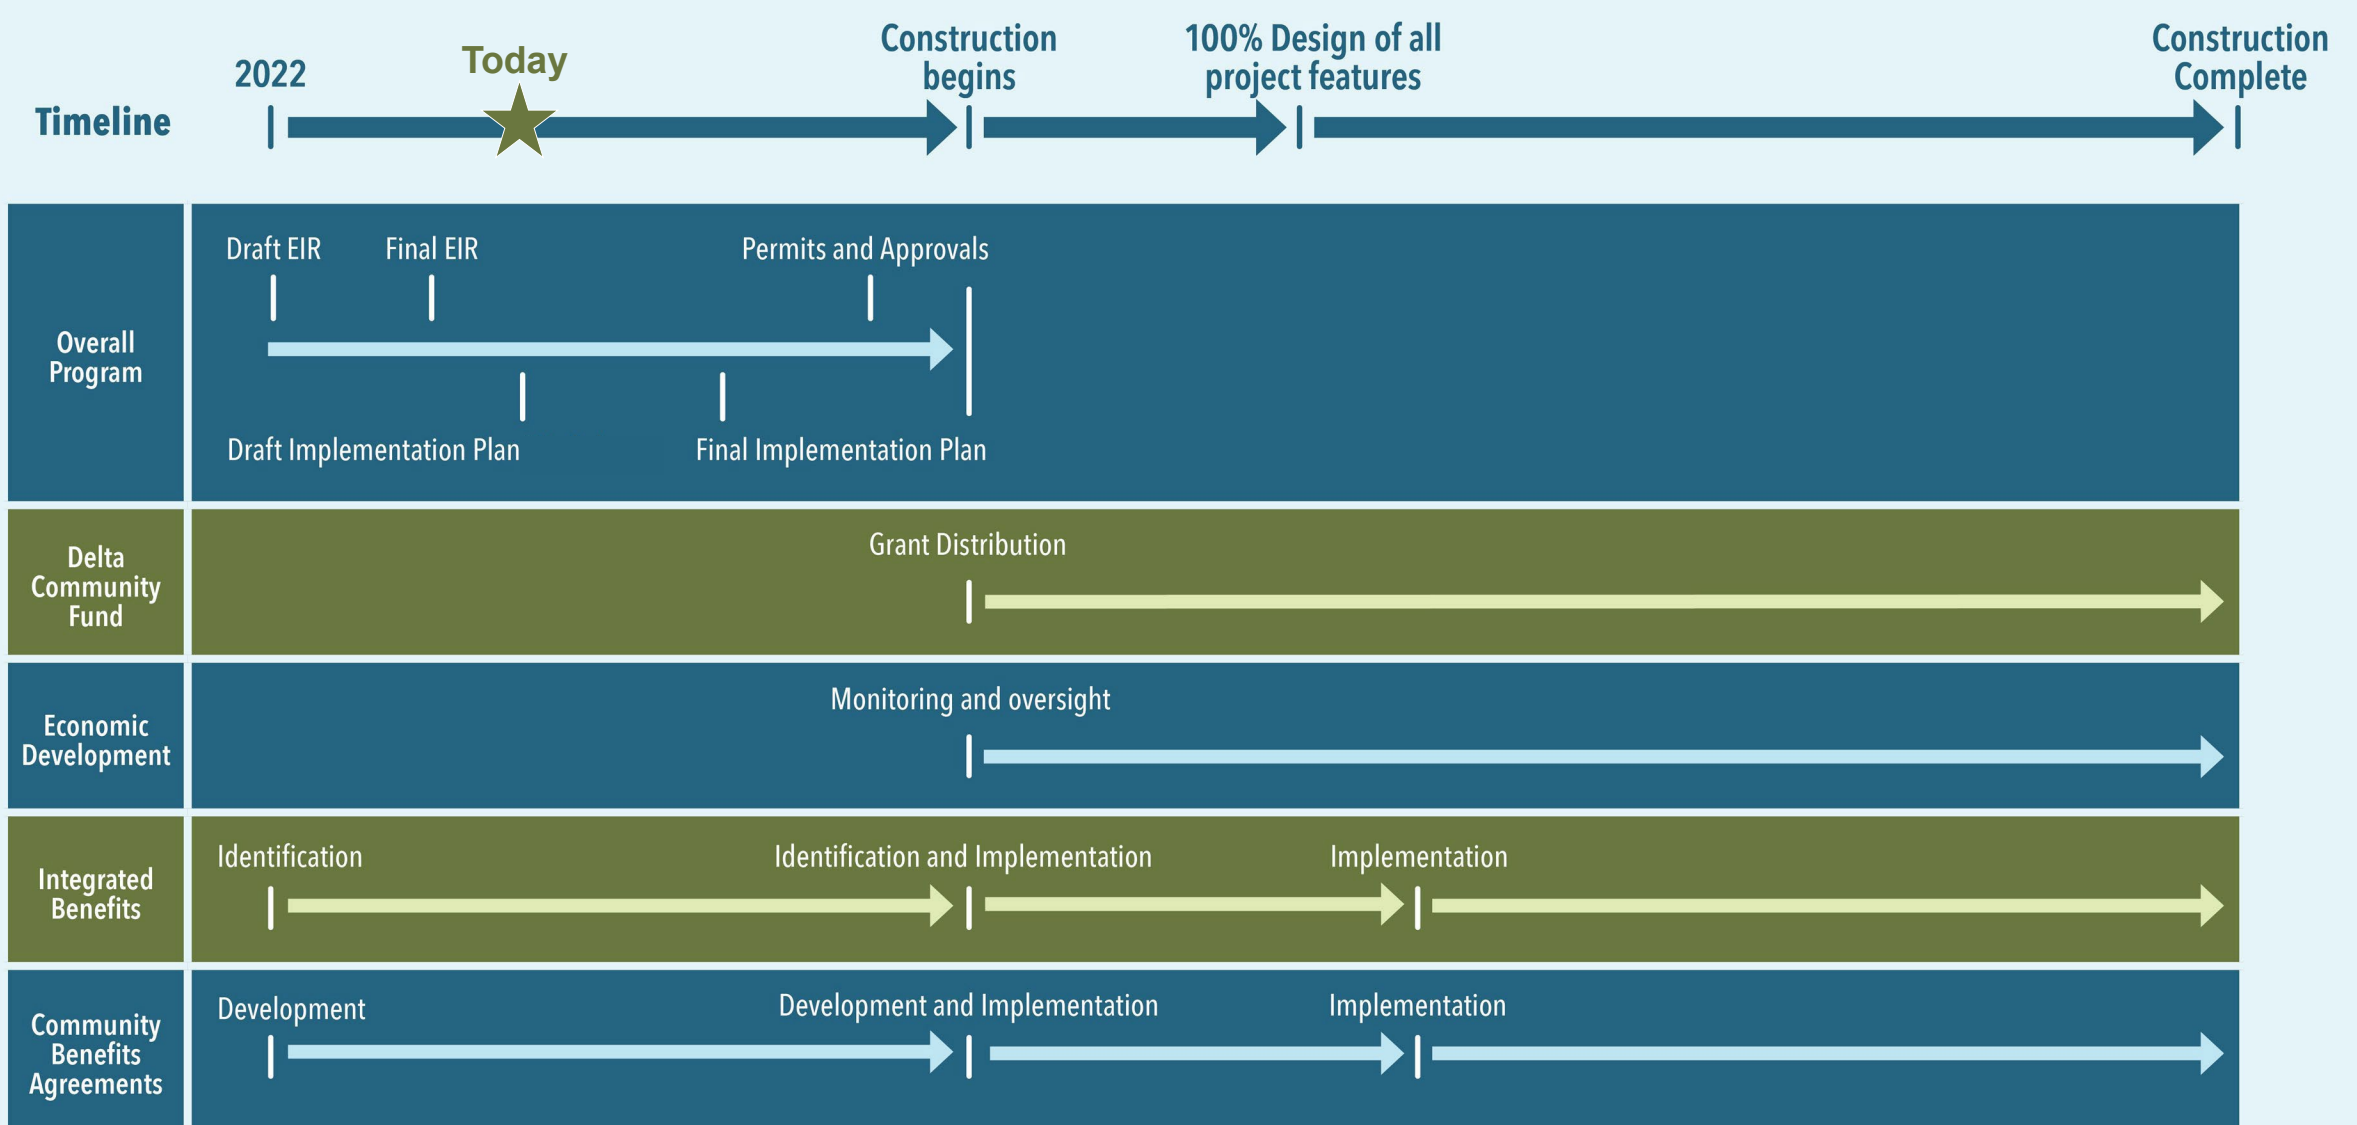 Timeline
2022
Today
Construction
begins
100% Design of all
project features
Construction
Complete
Overall
Program
Draft EIR
Final EIR
Permits and Approvals
Draft Implementation Plan
Final Implementation Plan
Delta
Community
Fund
Grant Distribution
Economic
Development
Monitoring and oversight
Integrated
Benefits
Identification
Identification and Implementation
Implementation
Community
Benefits
Agreements
Development
Development and Implementation
Implementation